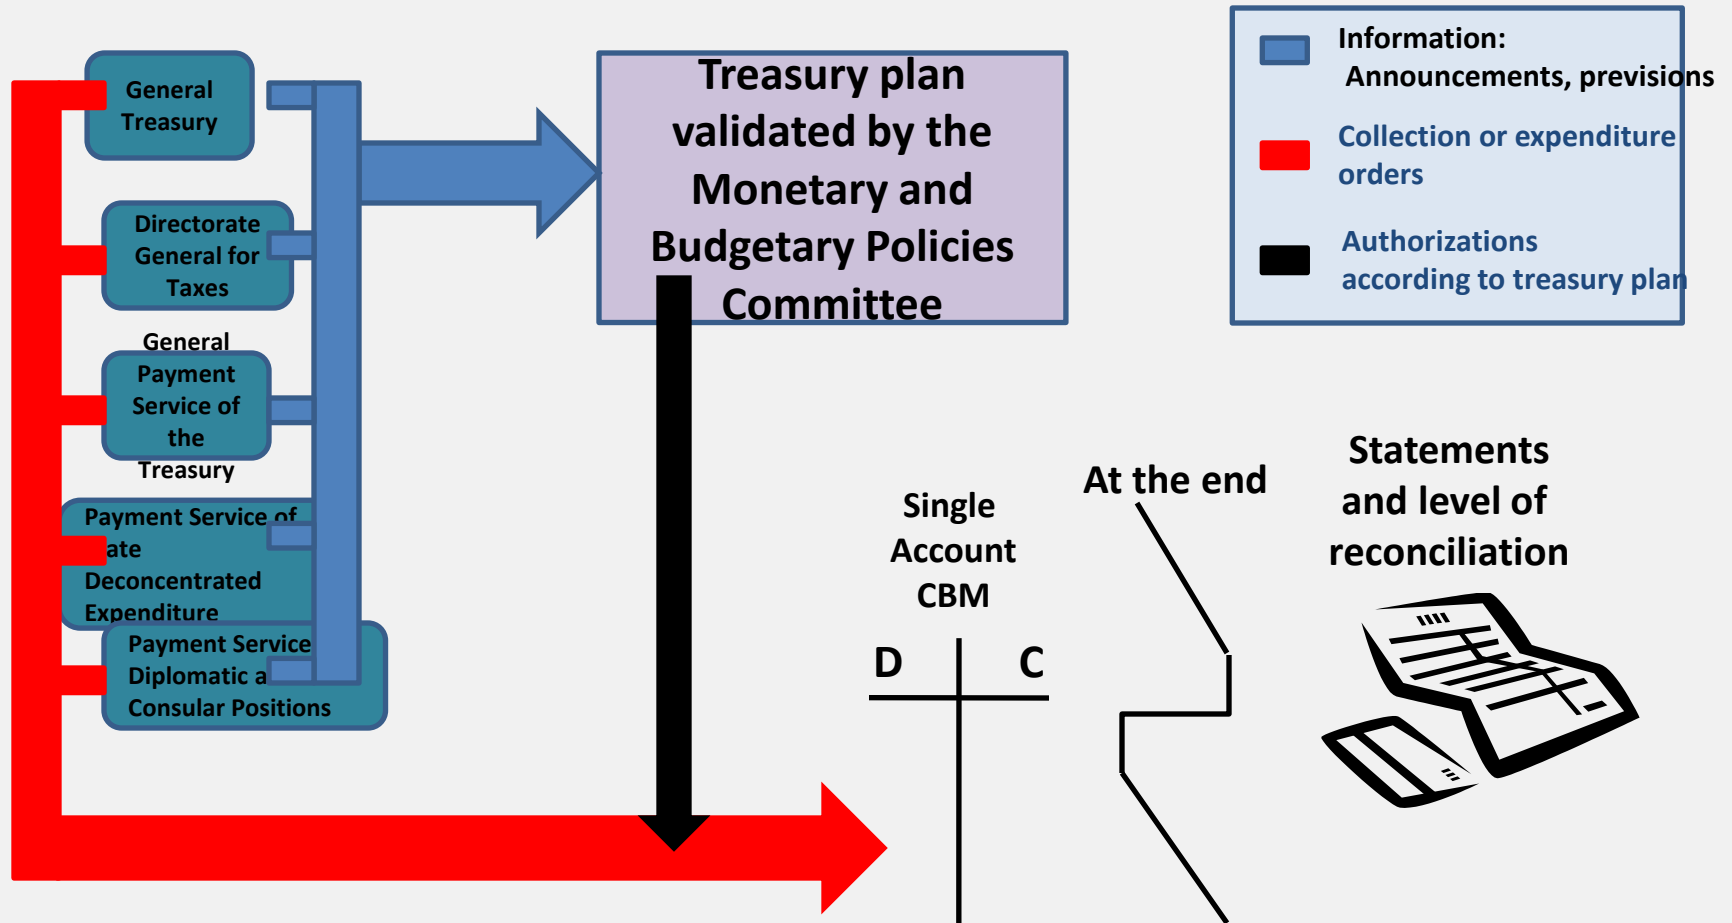 General
Treasury
Directorate
General for
Taxes
General
Payment
Service of
the
Treasury
Payment Service of
ate
Deconcentrated
Expenditure
Payment Service
Diplomatic a
Consular Positions
Treasury plan
validated by the
Monetary and
Budgetary Policies
Committee
Information:
Announcements, previsions
Collection or expenditure
orders
Authorizations
according to treasury plan
Single
Account
CBM
D C
At the end
Statements
and level of
reconciliation